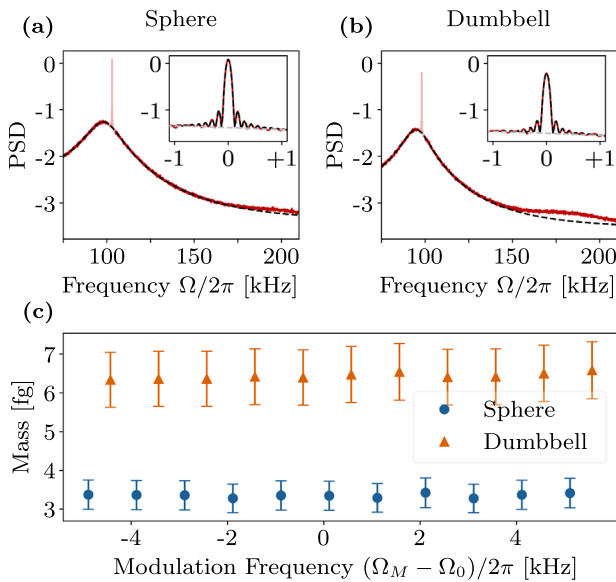 (a) Sphere
(b) Dumbbell
PSD
0
-1
-2
-3
100 150 200
Frequency Ω/2π [kHz]
0
-1
-1 0 +1
PSD
0
-1
-2
-3
100 150 200
Frequency Ω/2π [kHz]
0
-1
-1 0 +1
(c)
Mass [fg]
7
6
5
4
3
Sphere
Dumbbell
-4 -2 0 2 4
Modulation Frequency (Ω_M − Ω_0)/2π [kHz]